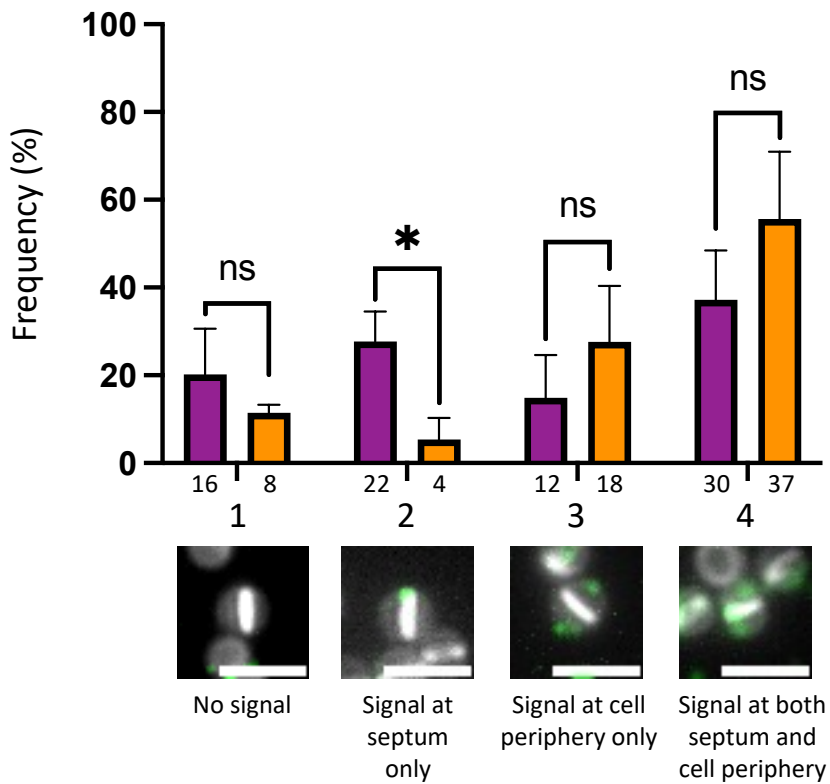 100
80
60
40
20
0
Frequency (%)
ns
*
ns
ns
16 8 22 4 12 18 30 37
1 2 3 4
No signal
Signal at
septum
only
Signal at cell
periphery only
Signal at both
septum and
cell periphery